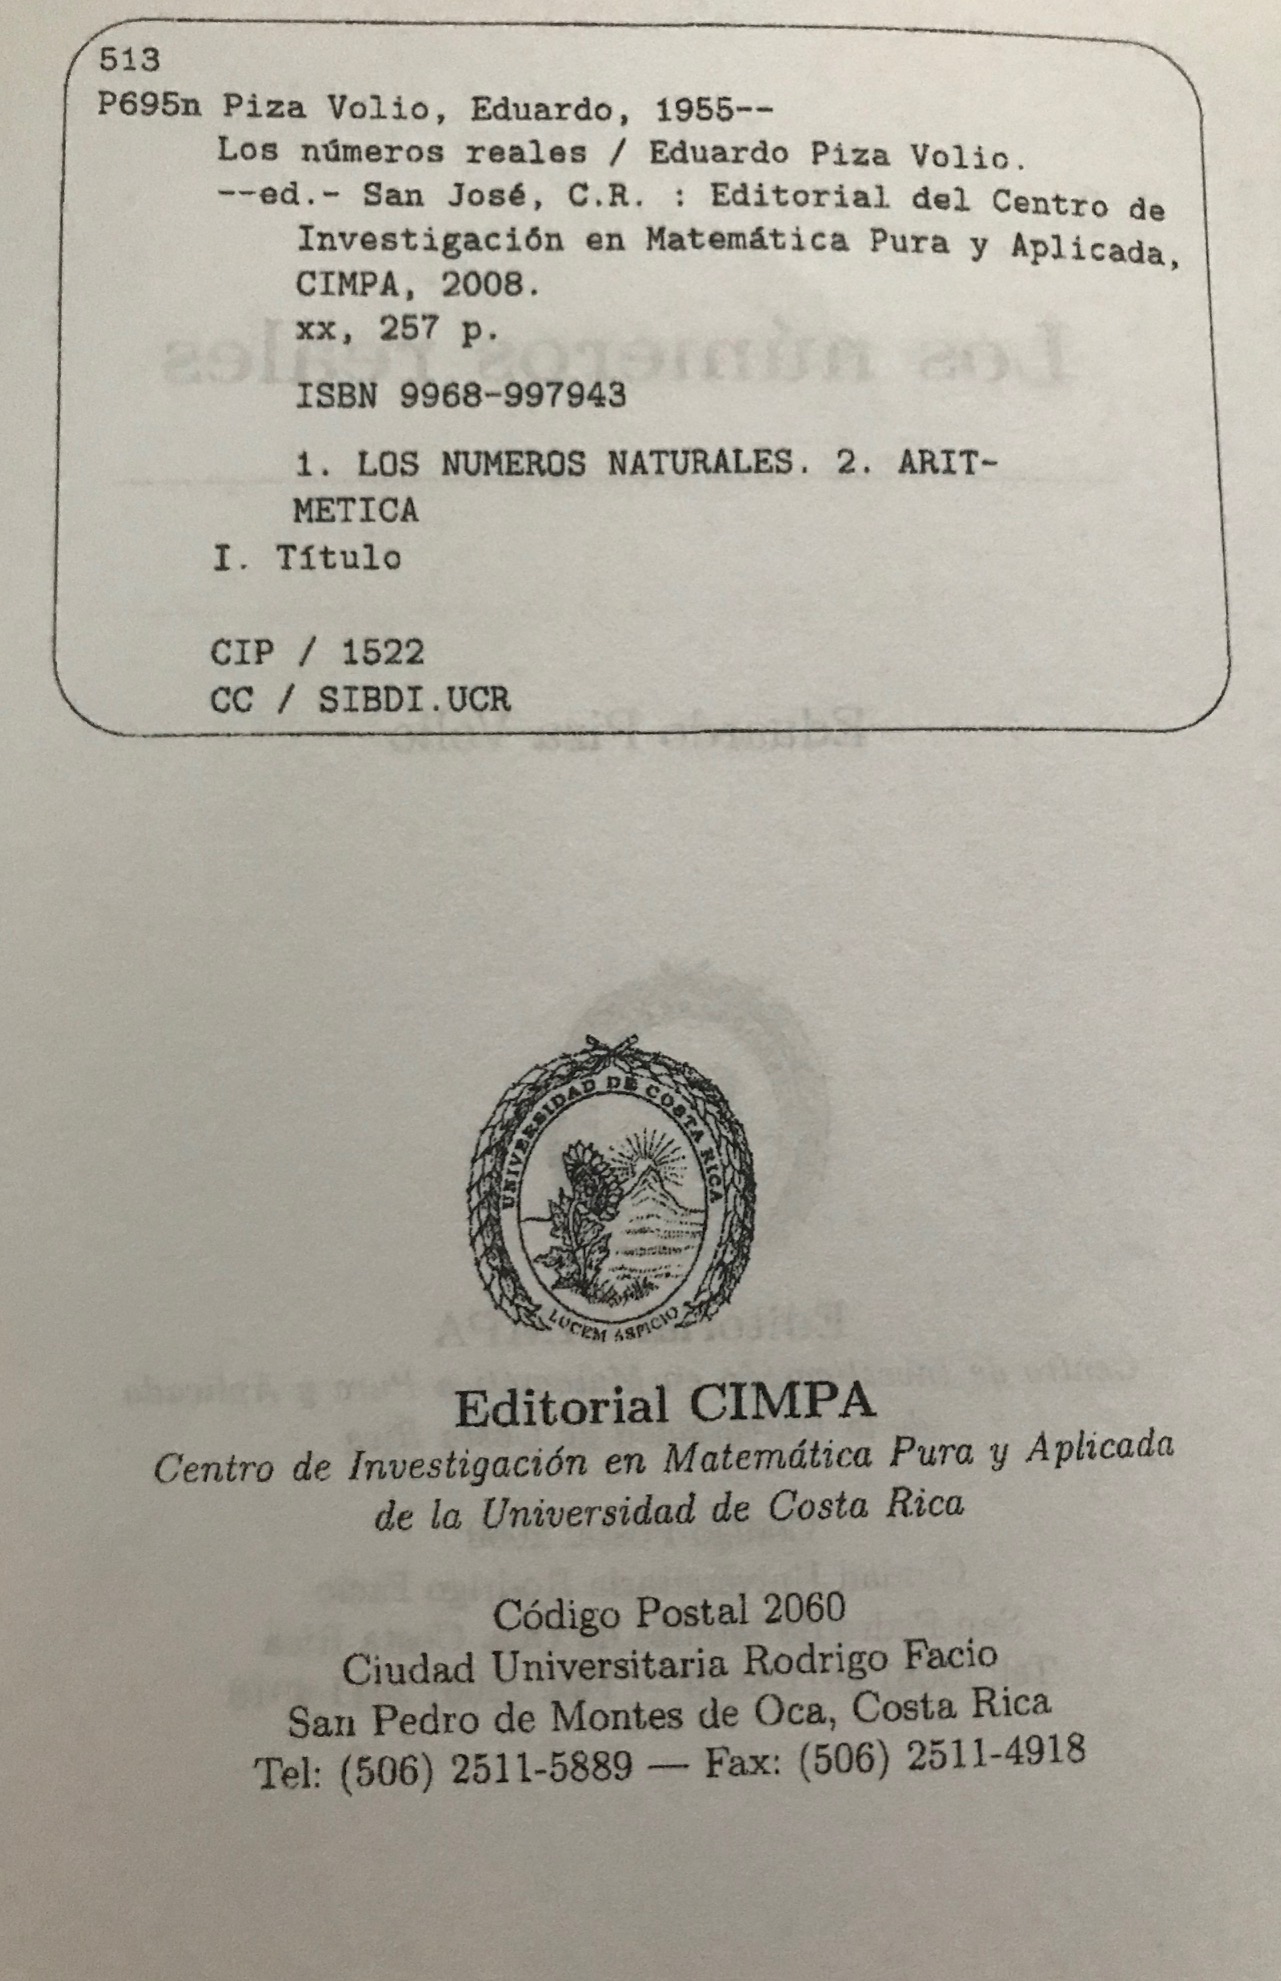 513
P695n Piza Volio, Eduardo, 1955--
Los números reales / Eduardo Piza Volio.
--ed.- San José, C.R. : Editorial del Centro de
Investigación en Matemática Pura y Aplicada,
CIMPA, 2008.
xx, 257 p.
ISBN 9968-997943
1. LOS NUMEROS NATURALES. 2. ARIT-
METICA
I. Título
CIP / 1522
CC / SIBDI.UCR
UNIVERSIDAD DE COSTA RICA
LUCEM ASPICIO
Editorial CIMPA
Centro de Investigación en Matemática Pura y Aplicada
de la Universidad de Costa Rica
Código Postal 2060
Ciudad Universitaria Rodrigo Facio
San Pedro de Montes de Oca, Costa Rica
Tel: (506) 2511-5889 — Fax: (506) 2511-4918